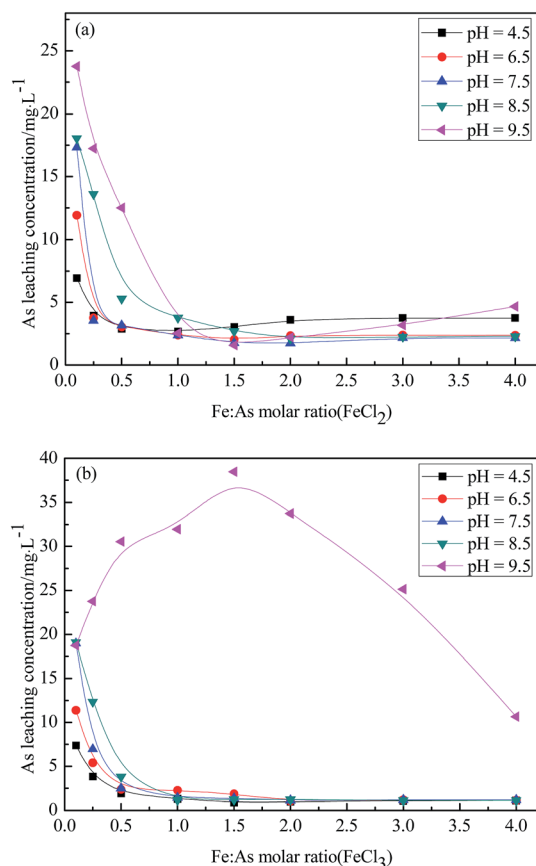 (a)
pH = 4.5
pH = 6.5
pH = 7.5
pH = 8.5
pH = 9.5
As leaching concentration/mg·L⁻¹
25
20
15
10
5
0
0.0 0.5 1.0 1.5 2.0 2.5 3.0 3.5 4.0
Fe:As molar ratio(FeCl₂)
(b)
pH = 4.5
pH = 6.5
pH = 7.5
pH = 8.5
pH = 9.5
As leaching concentration/mg·L⁻¹
40
35
30
25
20
15
10
5
0
0.0 0.5 1.0 1.5 2.0 2.5 3.0 3.5 4.0
Fe:As molar ratio(FeCl₃)